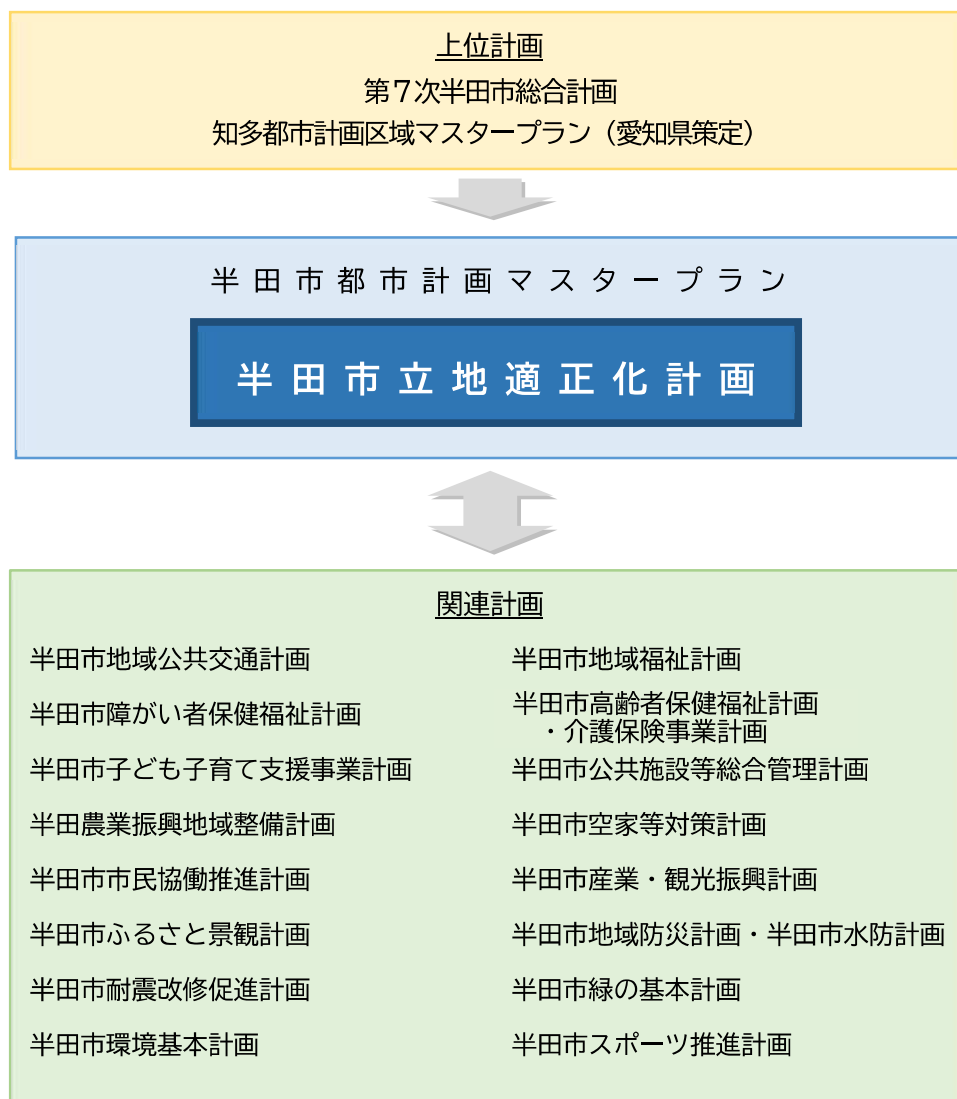 上位計画
第7次半田市総合計画
知多都市計画区域マスタープラン（愛知県策定）
半田市都市計画マスタープラン
半田市立地適正化計画
関連計画
半田市地域公共交通計画
半田市障がい者保健福祉計画
半田市子ども子育て支援事業計画
半田農業振興地域整備計画
半田市市民協働推進計画
半田市ふるさと景観計画
半田市耐震改修促進計画
半田市環境基本計画
半田市地域福祉計画
半田市高齢者保健福祉計画
・介護保険事業計画
半田市公共施設等総合管理計画
半田市空家等対策計画
半田市産業・観光振興計画
半田市地域防災計画・半田市水防計画
半田市緑の基本計画
半田市スポーツ推進計画